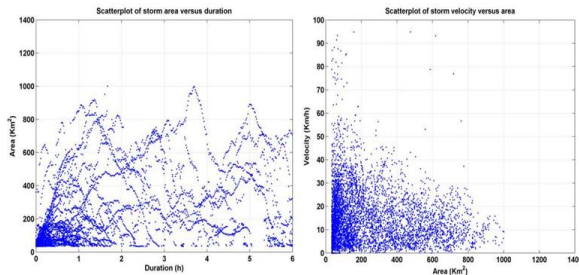 Scatterplot of storm area versus duration
1400
1200
1000
800
600
400
200
0
Area (Km²)
0 1 2 3 4 5 6
Duration (h)
Scatterplot of storm velocity versus area
100
90
80
70
60
50
40
30
20
10
0
Velocity (Km/h)
0 200 400 600 800 1000 1200 140
Area (Km²)